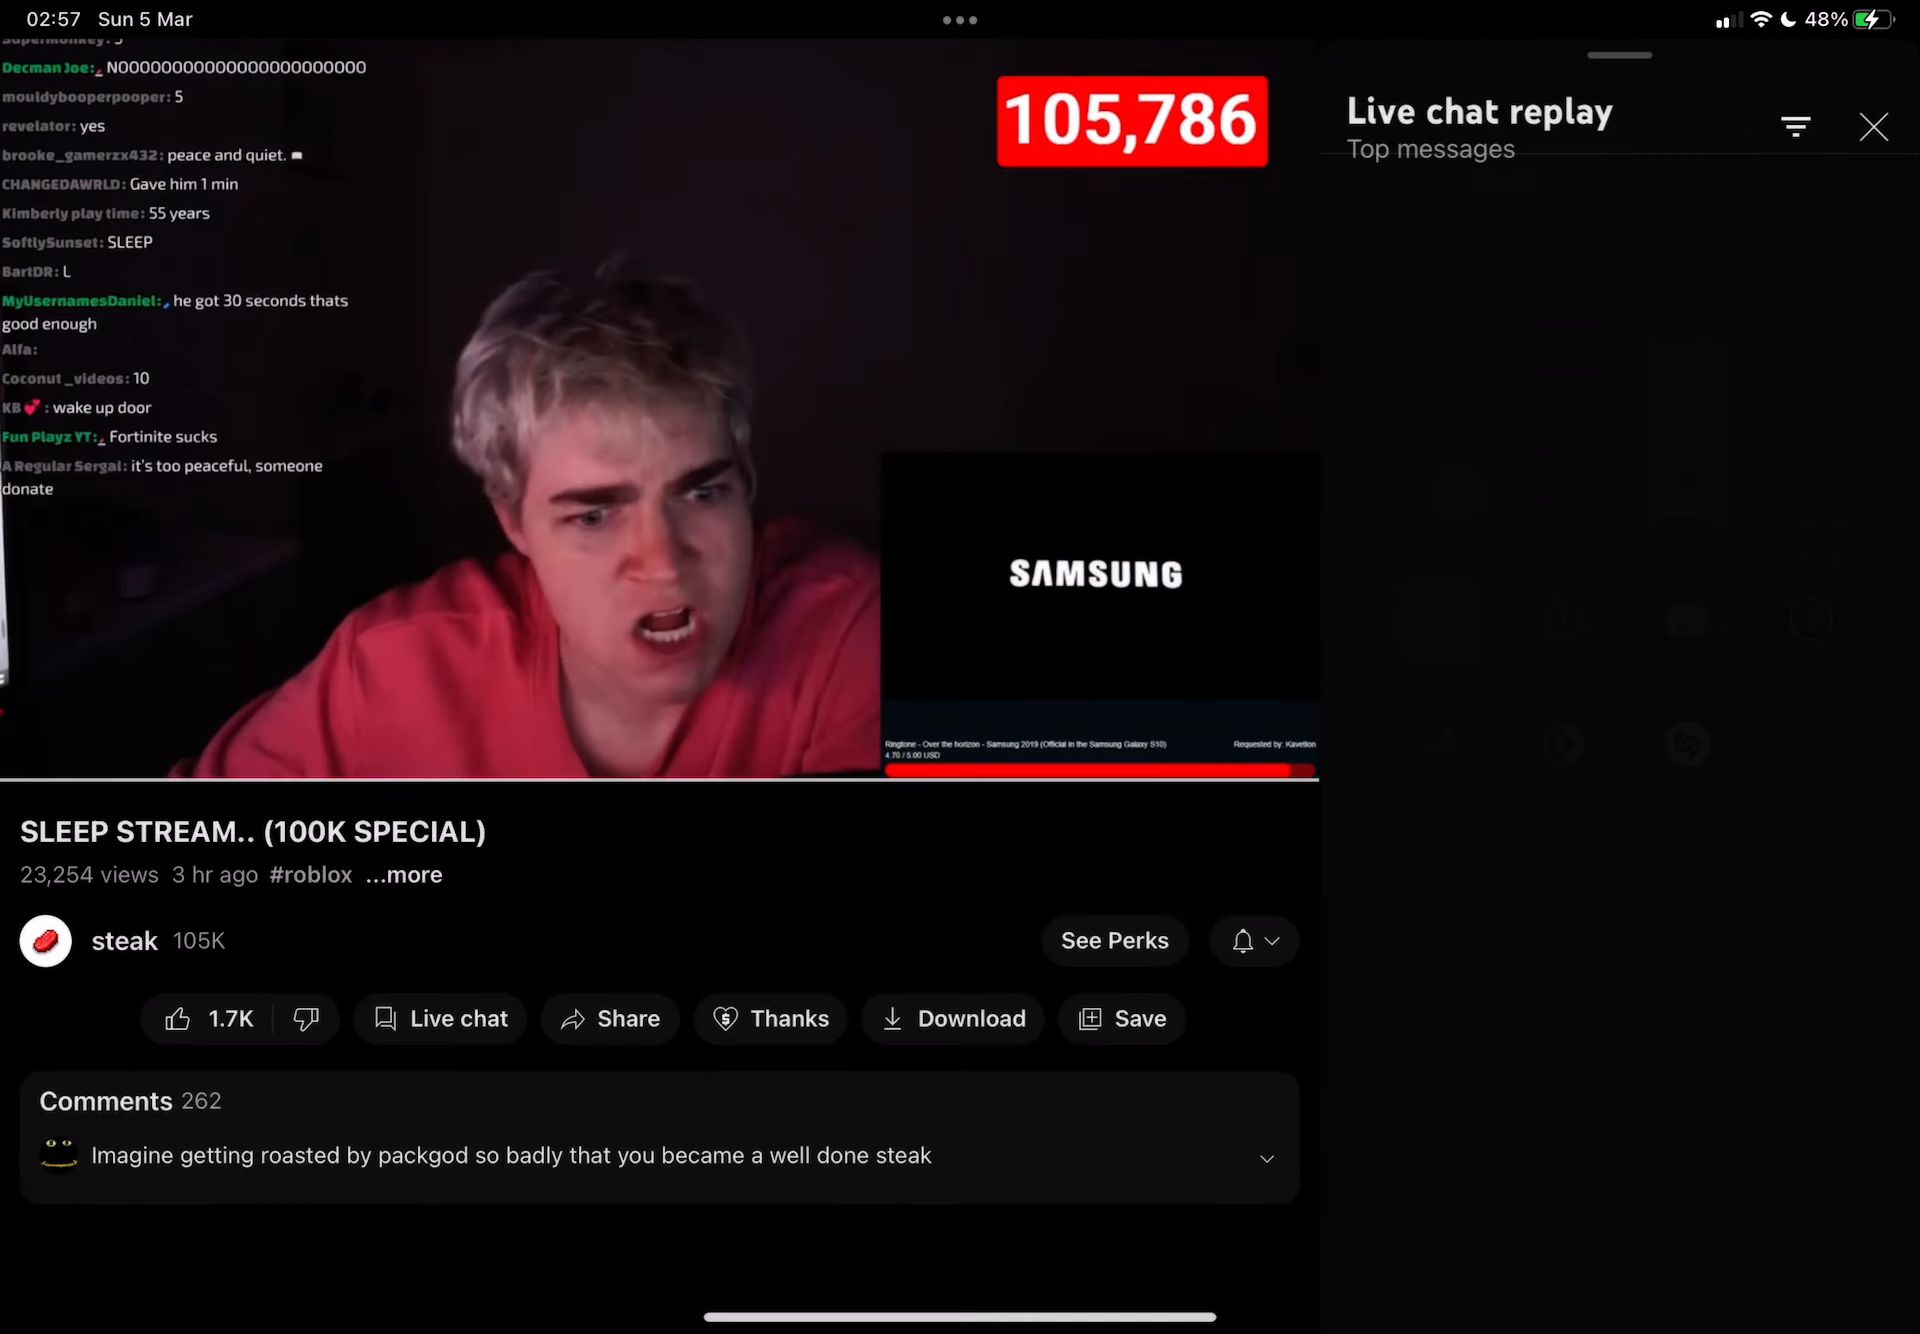 02:57 Sun 5 Mar
48%
supermonkey: 5
Decman Joe: NOOOOOOOOOOOOOOOOOOOOOOO
mouldybooperpooper: 5
revelator: yes
brooke_gamerzx432: peace and quiet.
CHANGEDAWRLD: Gave him 1 min
Kimberly play time: 55 years
SoftlySunset: SLEEP
BartDR: L
MyUsernamesDaniel: he got 30 seconds thats
good enough
Alfa:
Coconut_videos: 10
KB💕 : wake up door
Fun Playz YT: Fortinite sucks
A Regular Sergal: it's too peaceful, someone
donate
105,786
SAMSUNG
Ringtone - Over the horizon - Samsung 2019 (Official in the Samsung Galaxy S10) Requested by: Kavetion
4.70 / 5.00 USD
Live chat replay
Top messages
SLEEP STREAM.. (100K SPECIAL)
23,254 views 3 hr ago #roblox ...more
steak 105K
See Perks
1.7K
Live chat
Share
Thanks
Download
Save
Comments 262
Imagine getting roasted by packgod so badly that you became a well done steak